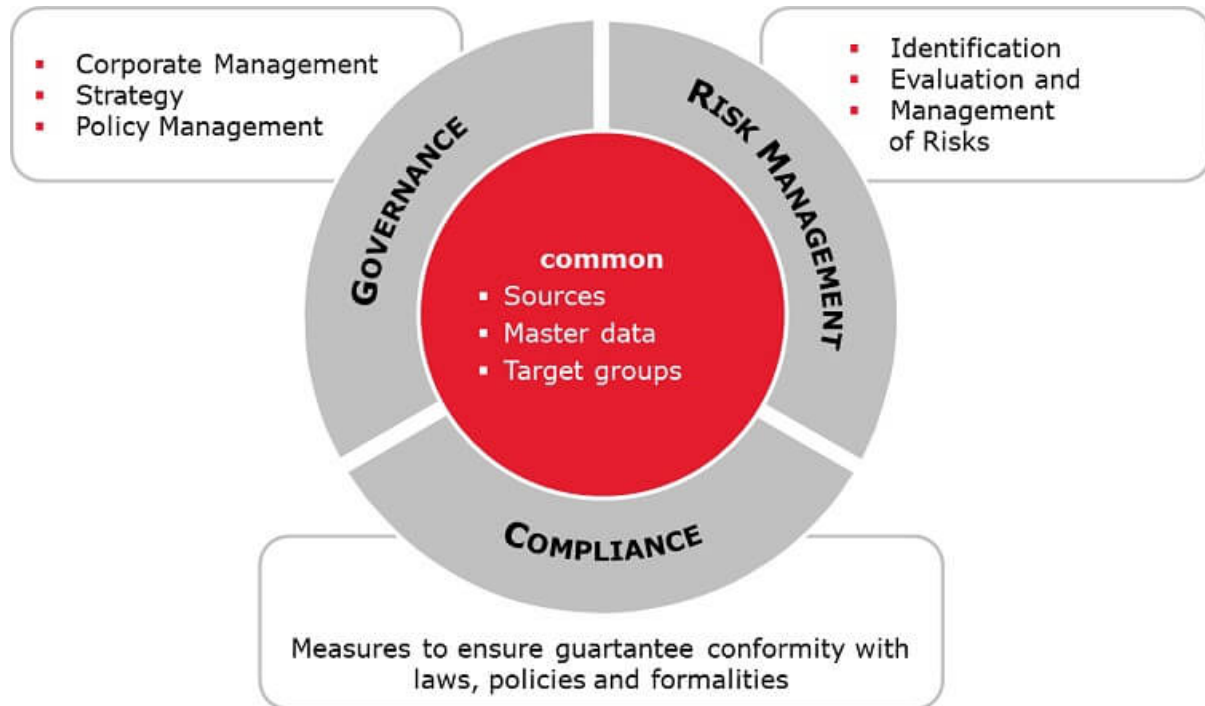 Corporate Management
Strategy
Policy Management
Identification
Evaluation and
Management
of Risks
GOVERNANCE
RISK MANAGEMENT
common
Sources
Master data
Target groups
COMPLIANCE
Measures to ensure guartantee conformity with
laws, policies and formalities